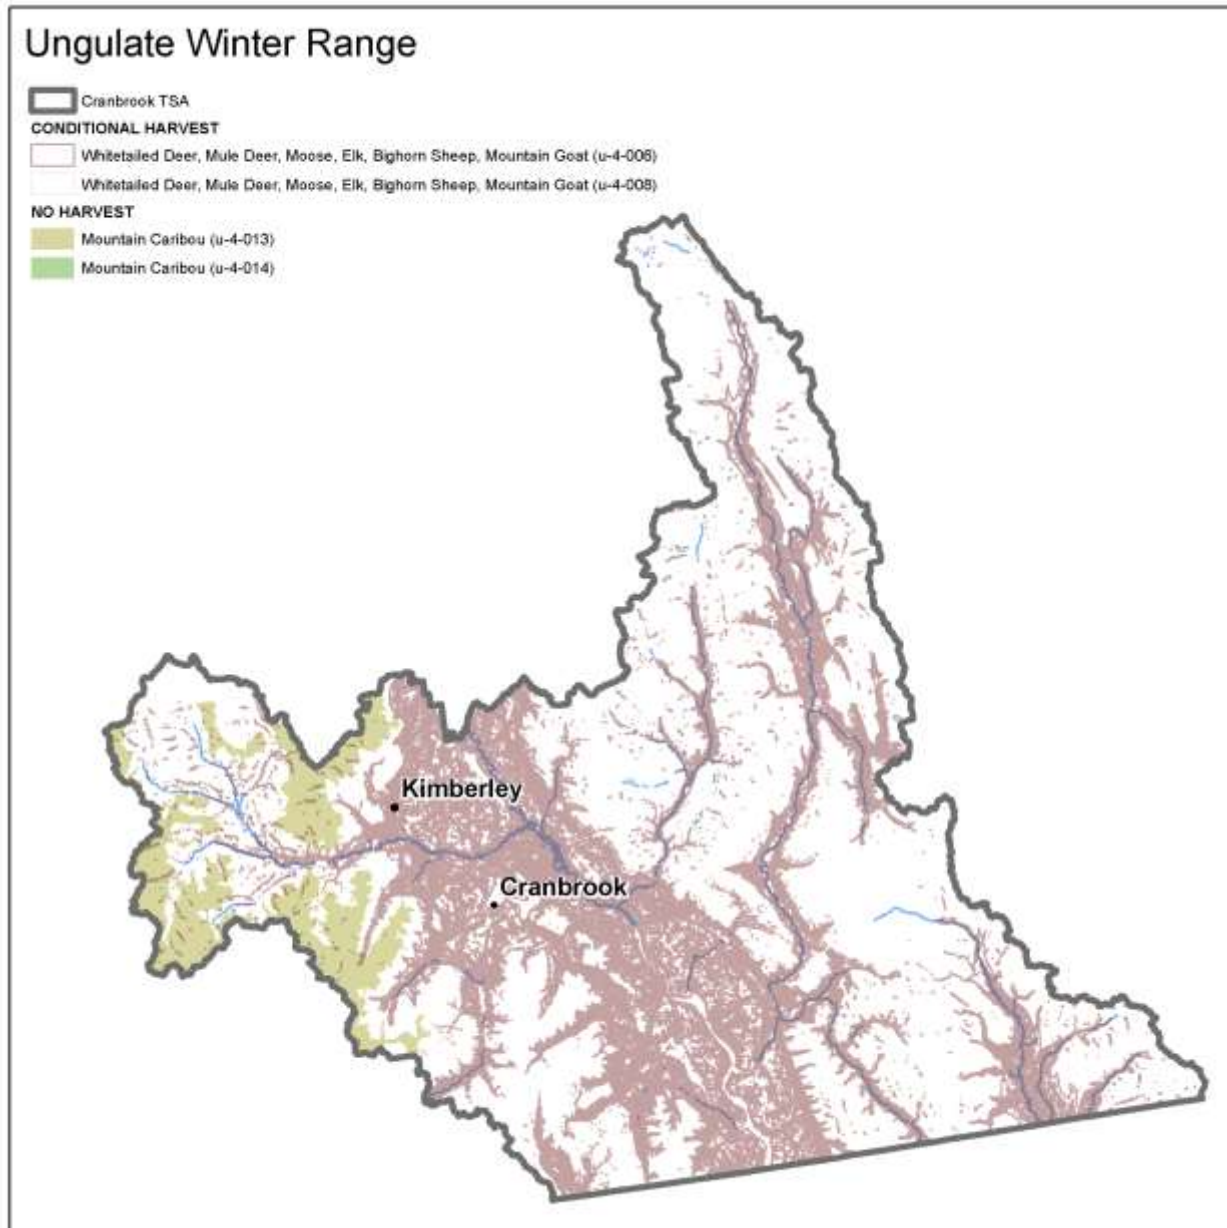 Ungulate Winter Range
Cranbrook TSA
CONDITIONAL HARVEST
Whitetailed Deer, Mule Deer, Moose, Elk, Bighorn Sheep, Mountain Goat (u-4-006)
Whitetailed Deer, Mule Deer, Moose, Elk, Bighorn Sheep, Mountain Goat (u-4-008)
NO HARVEST
Mountain Caribou (u-4-013)
Mountain Caribou (u-4-014)
Kimberley
Cranbrook